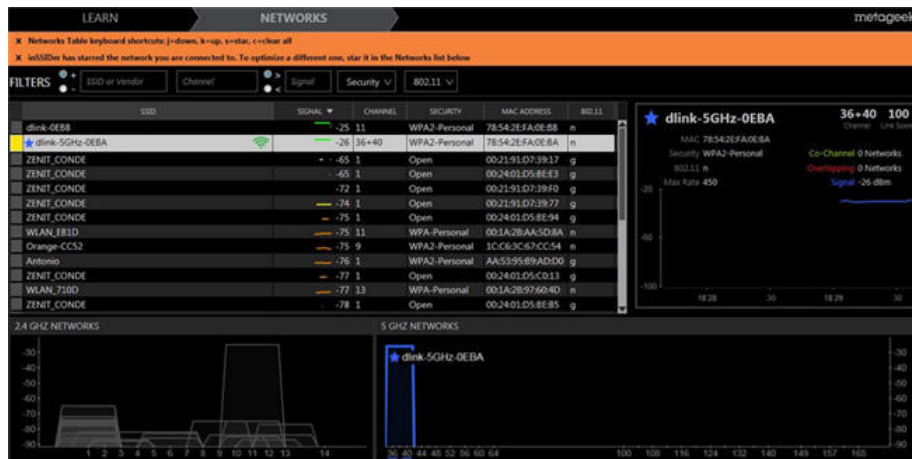 LEARN NETWORKS metageek
X Networks Table keyboard shortcuts: j=down, k=up, s=star, c=clear all
X inSSIDer has starred the network you are connected to. To optimize a different one, star it in the Networks list below
FILTERS + - SSID or Vendor Channel > < Signal Security V 802.11 V
SSID SIGNAL ▼ CHANNEL SECURITY MAC ADDRESS 802.11
dlink-0EB8 -25 11 WPA2-Personal 78:54:2E:FA:0E:B8 n
dlink-5GHz-0EBA -26 36+40 WPA2-Personal 78:54:2E:FA:0E:BA n
ZENIT_CONDE -65 1 Open 00:21:91:D7:39:17 g
ZENIT_CONDE -65 1 Open 00:24:01:D5:BE:E3 g
ZENIT_CONDE -72 1 Open 00:21:91:D7:39:F0 g
ZENIT_CONDE -74 1 Open 00:21:91:D7:39:77 g
ZENIT_CONDE -75 1 Open 00:24:01:D5:BE:94 g
WLAN_EB1D -75 11 WPA-Personal 00:1A:2B:AA:5D:8A n
Orange-CC52 -75 9 WPA2-Personal 1C:C6:3C:67:CC:54 n
Antonio -76 1 WPA2-Personal AA:53:95:B9:AD:D0 g
ZENIT_CONDE -77 1 Open 00:24:01:D5:C0:13 g
WLAN_710D -77 13 WPA-Personal 00:1A:2B:97:60:4D n
ZENIT_CONDE -78 1 Open 00:24:01:D5:BE:B5 g
dlink-5GHz-0EBA 36+40 100
Channel Link Score
MAC 78:54:2E:FA:0E:BA
Security WPA2-Personal Co-Channel 0 Networks
802.11 n Overlapping 0 Networks
Max Rate 450 Signal -26 dBm
-20
-60
-100
18:28 30 18:29 30
2.4 GHZ NETWORKS 5 GHZ NETWORKS
dlink-5GHz-0EBA
-30 -30
-40 -40
-50 -50
-60 -60
-70 -70
-80 -80
-90 -90
1 2 3 4 5 6 7 8 9 10 11 12 13 14 36 40 44 48 52 56 60 64 100 108 116 124 132 140 149 157 165